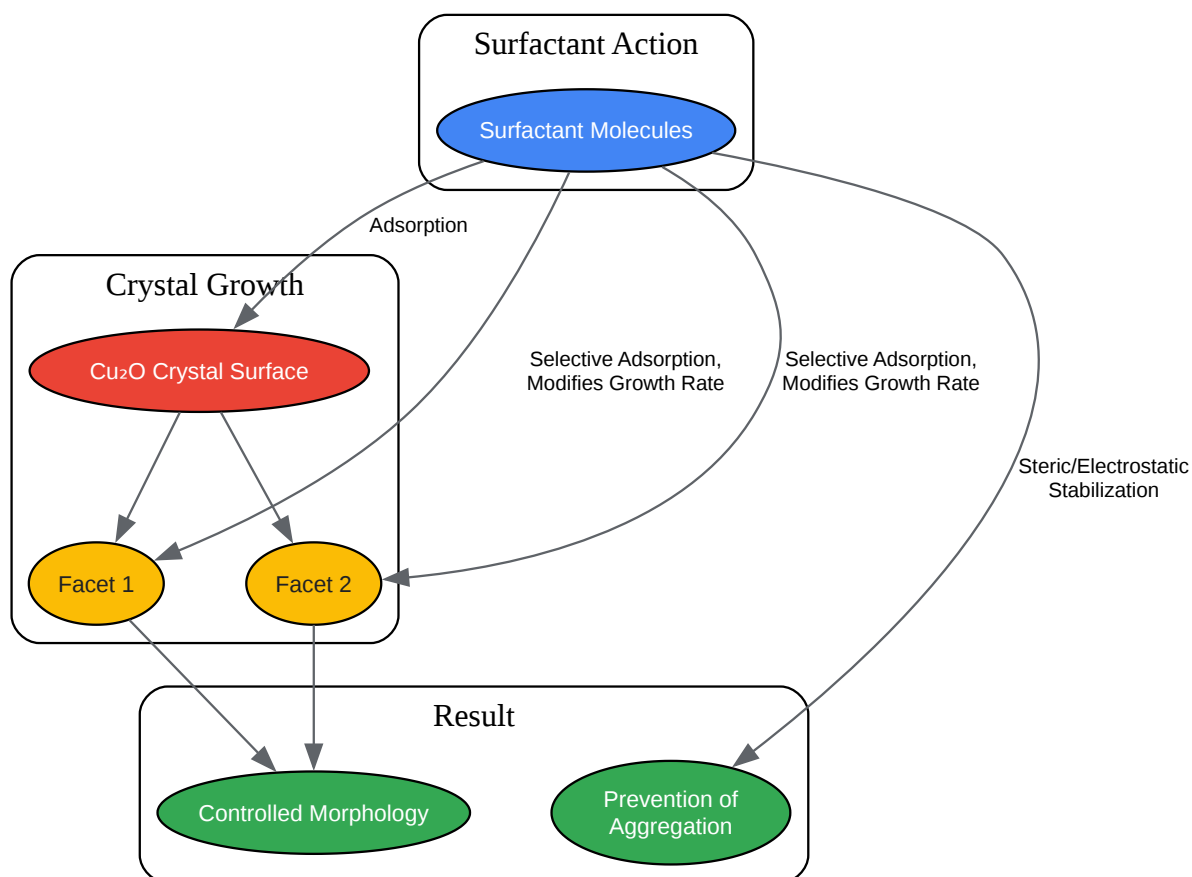 Surfactant Action
Surfactant Molecules
Adsorption
Crystal Growth
Cu₂O Crystal Surface
Selective Adsorption,
Modifies Growth Rate
Selective Adsorption,
Modifies Growth Rate
Steric/Electrostatic
Stabilization
Facet 1
Facet 2
Result
Controlled Morphology
Prevention of
Aggregation